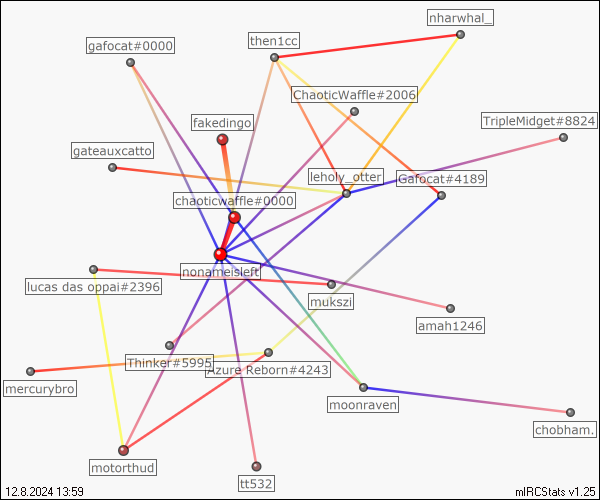 nharwhal_
gafocat#0000
then1cc
ChaoticWaffle#2006
fakedingo
TripleMidget#8824
gateauxcatto
leholy_otter
Gafocat#4189
chaoticwaffle#0000
nonameisleft
lucas das oppai#2396
mukszi
amah1246
Thinker#5995
Azure Reborn#4243
mercurybro
moonraven
chobham.
motorthud
tt532
12.8.2024 13:59
mIRCStats v1.25